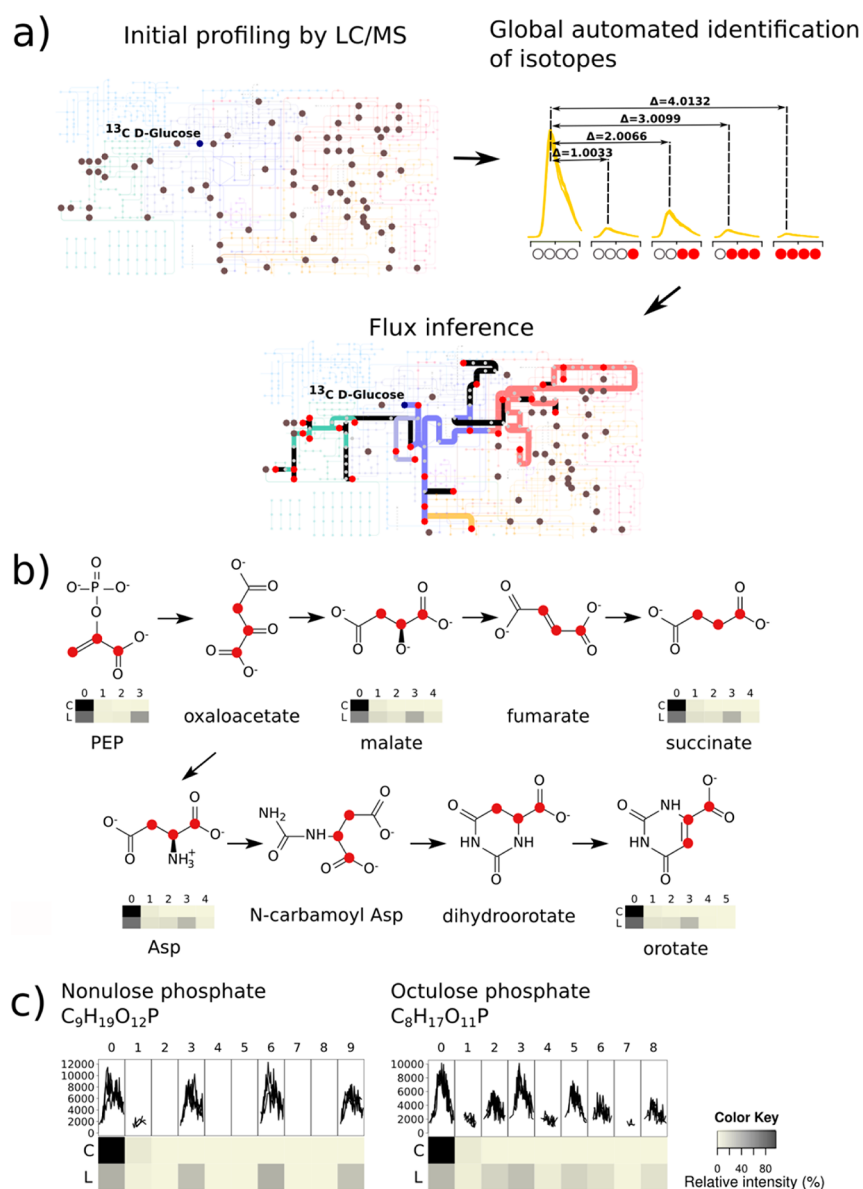 a)
Initial profiling by LC/MS
Global automated identification
of isotopes
¹³C D-Glucose
Δ=4.0132
Δ=3.0099
Δ=2.0066
Δ=1.0033
Flux inference
¹³C D-Glucose
b)
O
O⁻ P O⁻
O
O⁻
O
O⁻
O
O
O
O⁻
O⁻
O
O
O⁻
O⁻
O
O⁻
O⁻
O
O⁻
O
O
O⁻
0 1 2 3
C
L
PEP
oxaloacetate
0 1 2 3 4
C
L
malate
fumarate
0 1 2 3 4
C
L
succinate
O⁻
O
O
O⁻
NH₃⁺
NH₂
O
NH
O
O⁻
O
O⁻
O
O
O⁻
NH
NH
O
O⁻
O
NH
O
NH
O
0 1 2 3 4
C
L
Asp
N-carbamoyl Asp
dihydroorotate
0 1 2 3 4 5
C
L
orotate
c)
Nonulose phosphate
C₉H₁₉O₁₂P
0 1 2 3 4 5 6 7 8 9
12000
10000
8000
6000
4000
2000
0
C
L
Octulose phosphate
C₈H₁₇O₁₁P
0 1 2 3 4 5 6 7 8
10000
8000
6000
4000
2000
0
C
L
Color Key
0 40 80
Relative intensity (%)